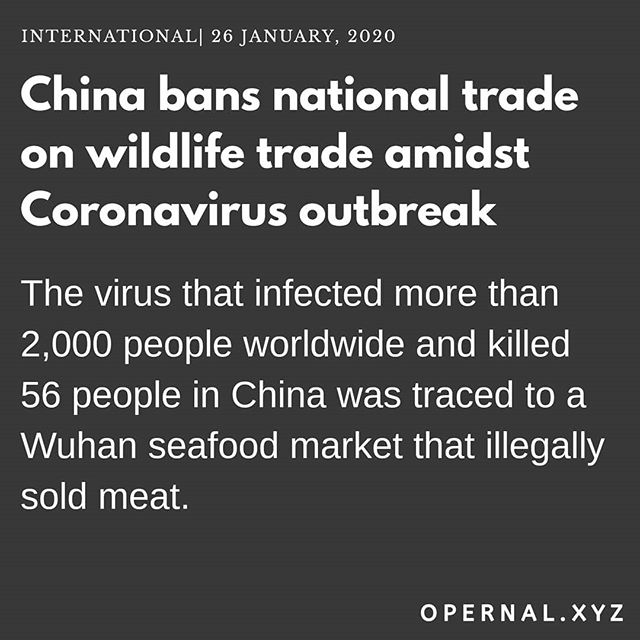 INTERNATIONAL| 26 JANUARY, 2020
China bans national trade
on wildlife trade amidst
Coronavirus outbreak
The virus that infected more than
2,000 people worldwide and killed
56 people in China was traced to a
Wuhan seafood market that illegally
sold meat.
OPERNAL.XYZ